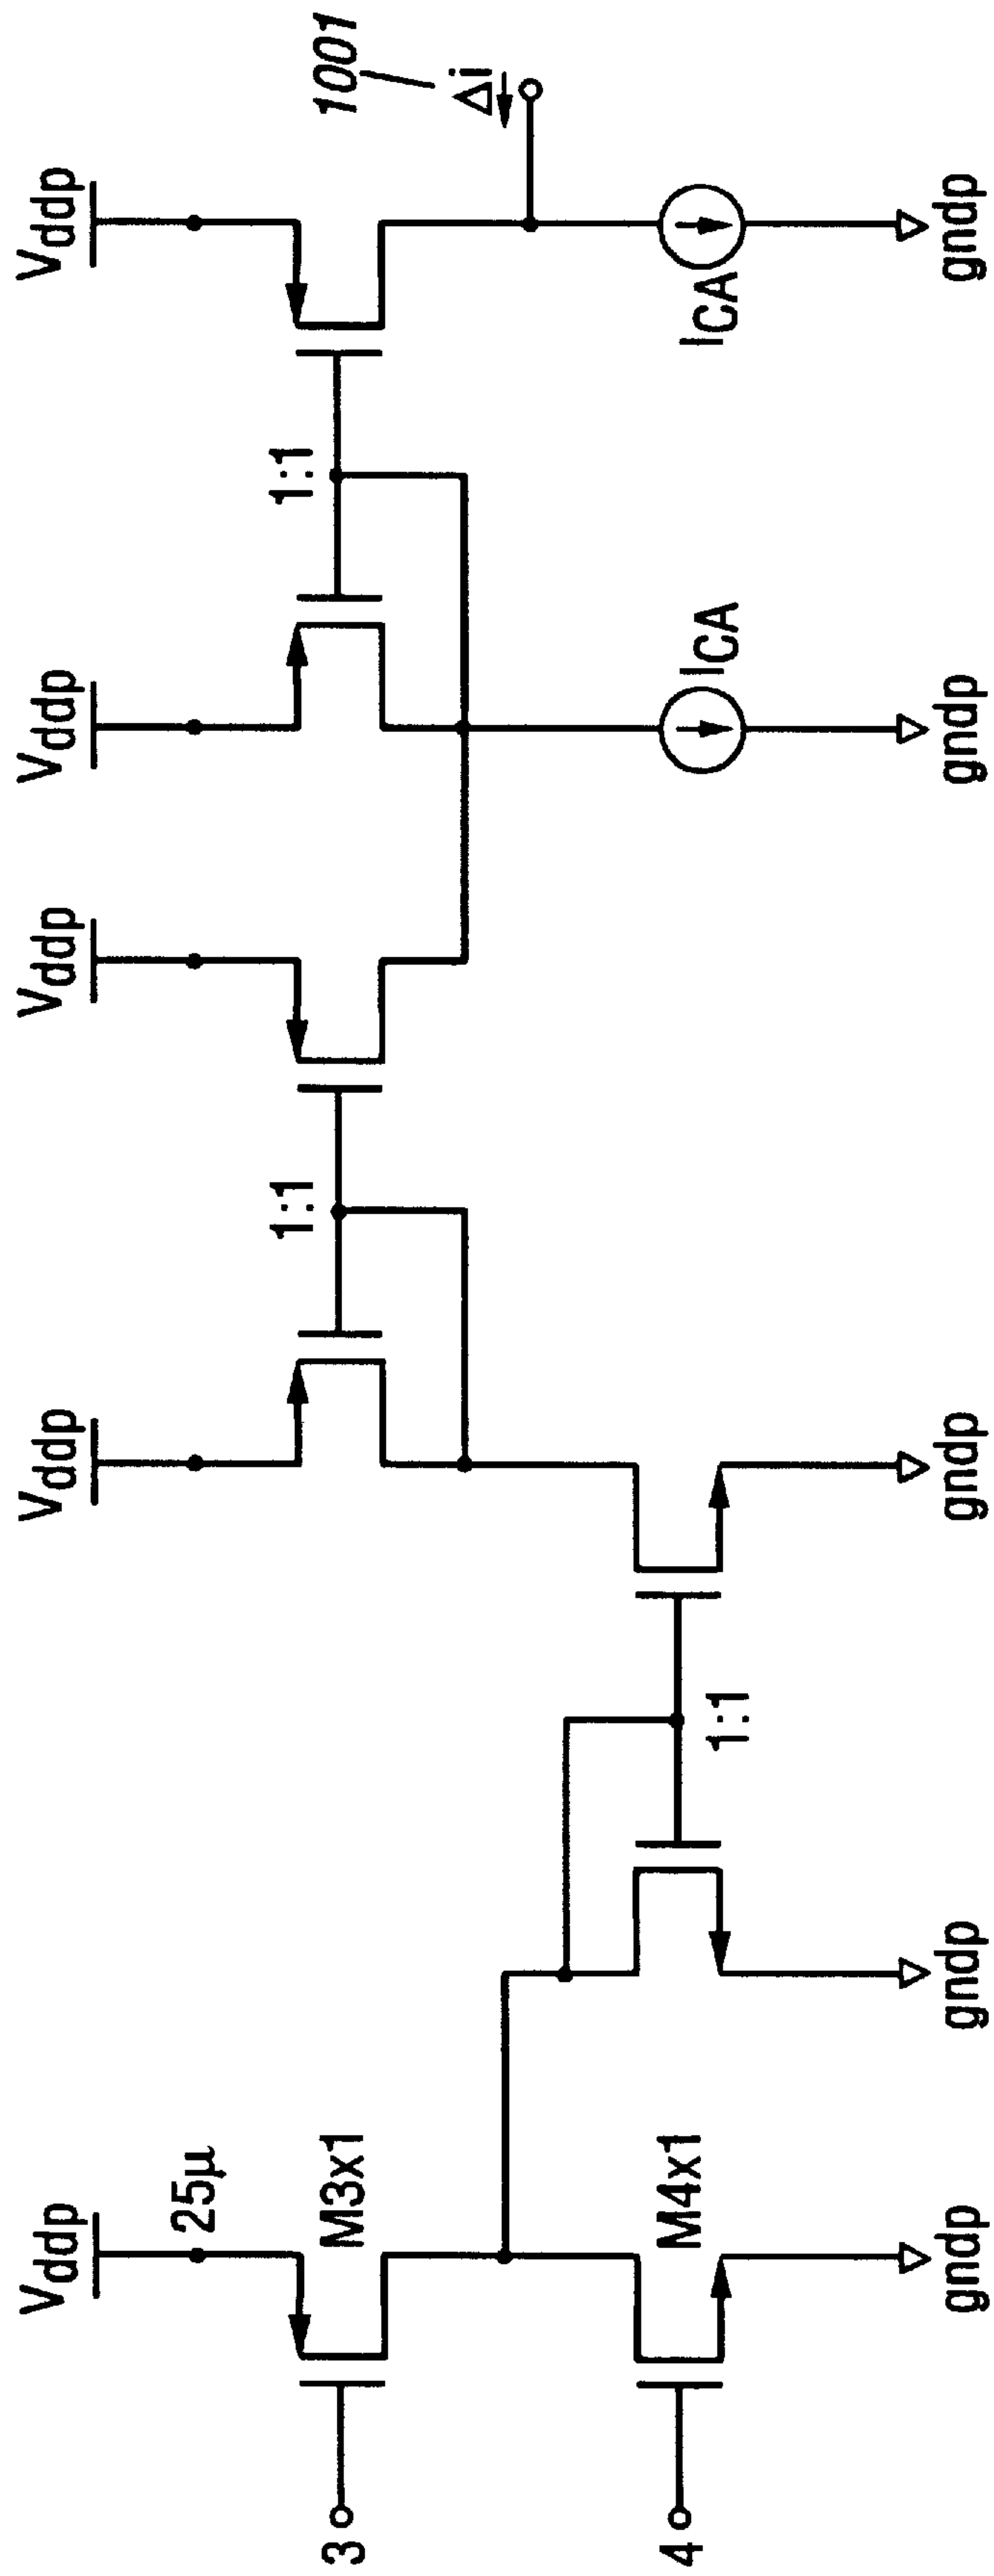 Vddp
Vddp
Vddp
Vddp
Vddp
25μ
1:1
1:1
1001
3
M3x1
Δi
4
M4x1
1:1
ICA
ICA
gndp
gndp
gndp
gndp
gndp